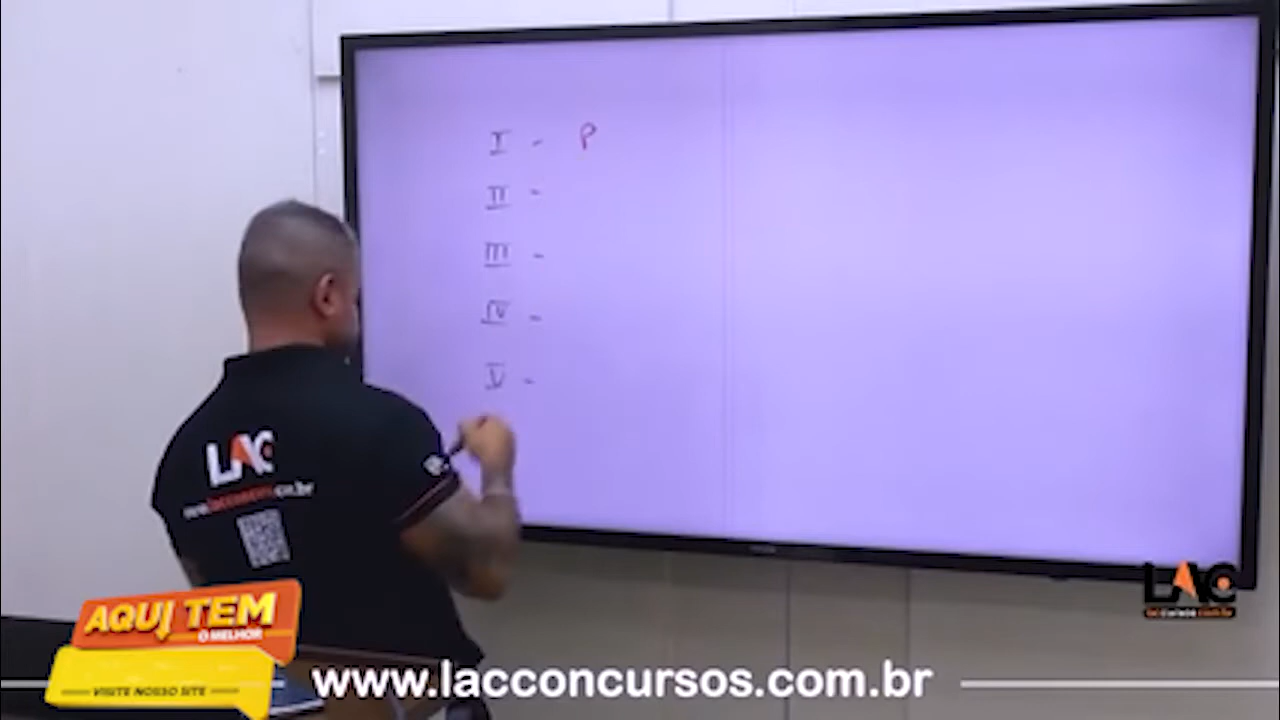 I - P
II -
III -
IV -
V -
LAC
AQUI TEM
O MELHOR
VISITE NOSSO SITE
www.lacconcursos.com.br
LAC